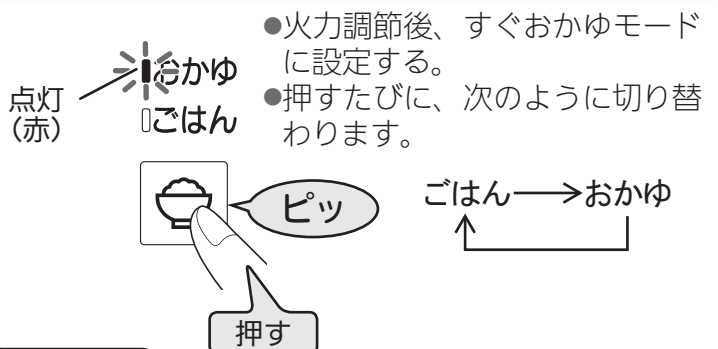 ●火力調節後、すぐおかゆモード
に設定する。
●押すたびに、次のように切り替
わります。
点灯
（赤）
おかゆ
ごはん
ピッ
押す
ごはん→おかゆ